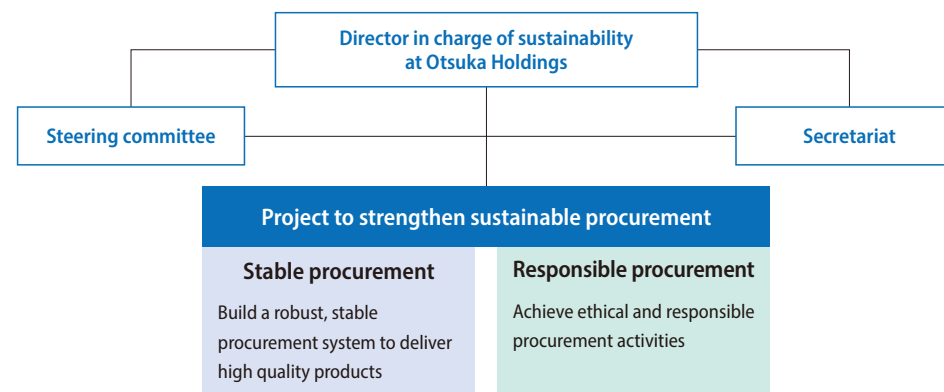 Director in charge of sustainability
at Otsuka Holdings
Steering committee
Secretariat
Project to strengthen sustainable procurement
Stable procurement
Build a robust, stable
procurement system to deliver
high quality products
Responsible procurement
Achieve ethical and responsible
procurement activities